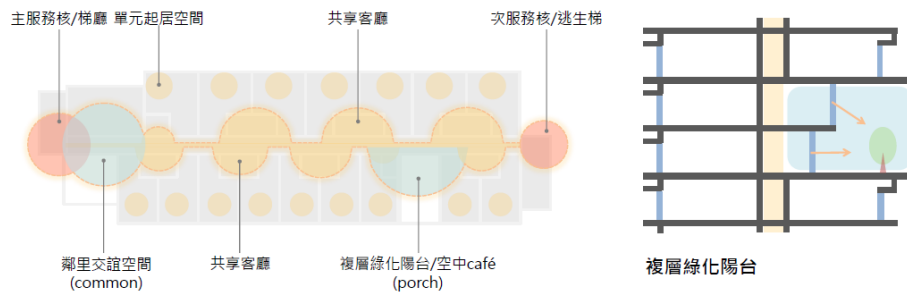 主服務核/梯廳
單元起居空間
共享客廳
次服務核/逃生梯
鄰里交誼空間
(common)
共享客廳
複層綠化陽台/空中café
(porch)
複層綠化陽台